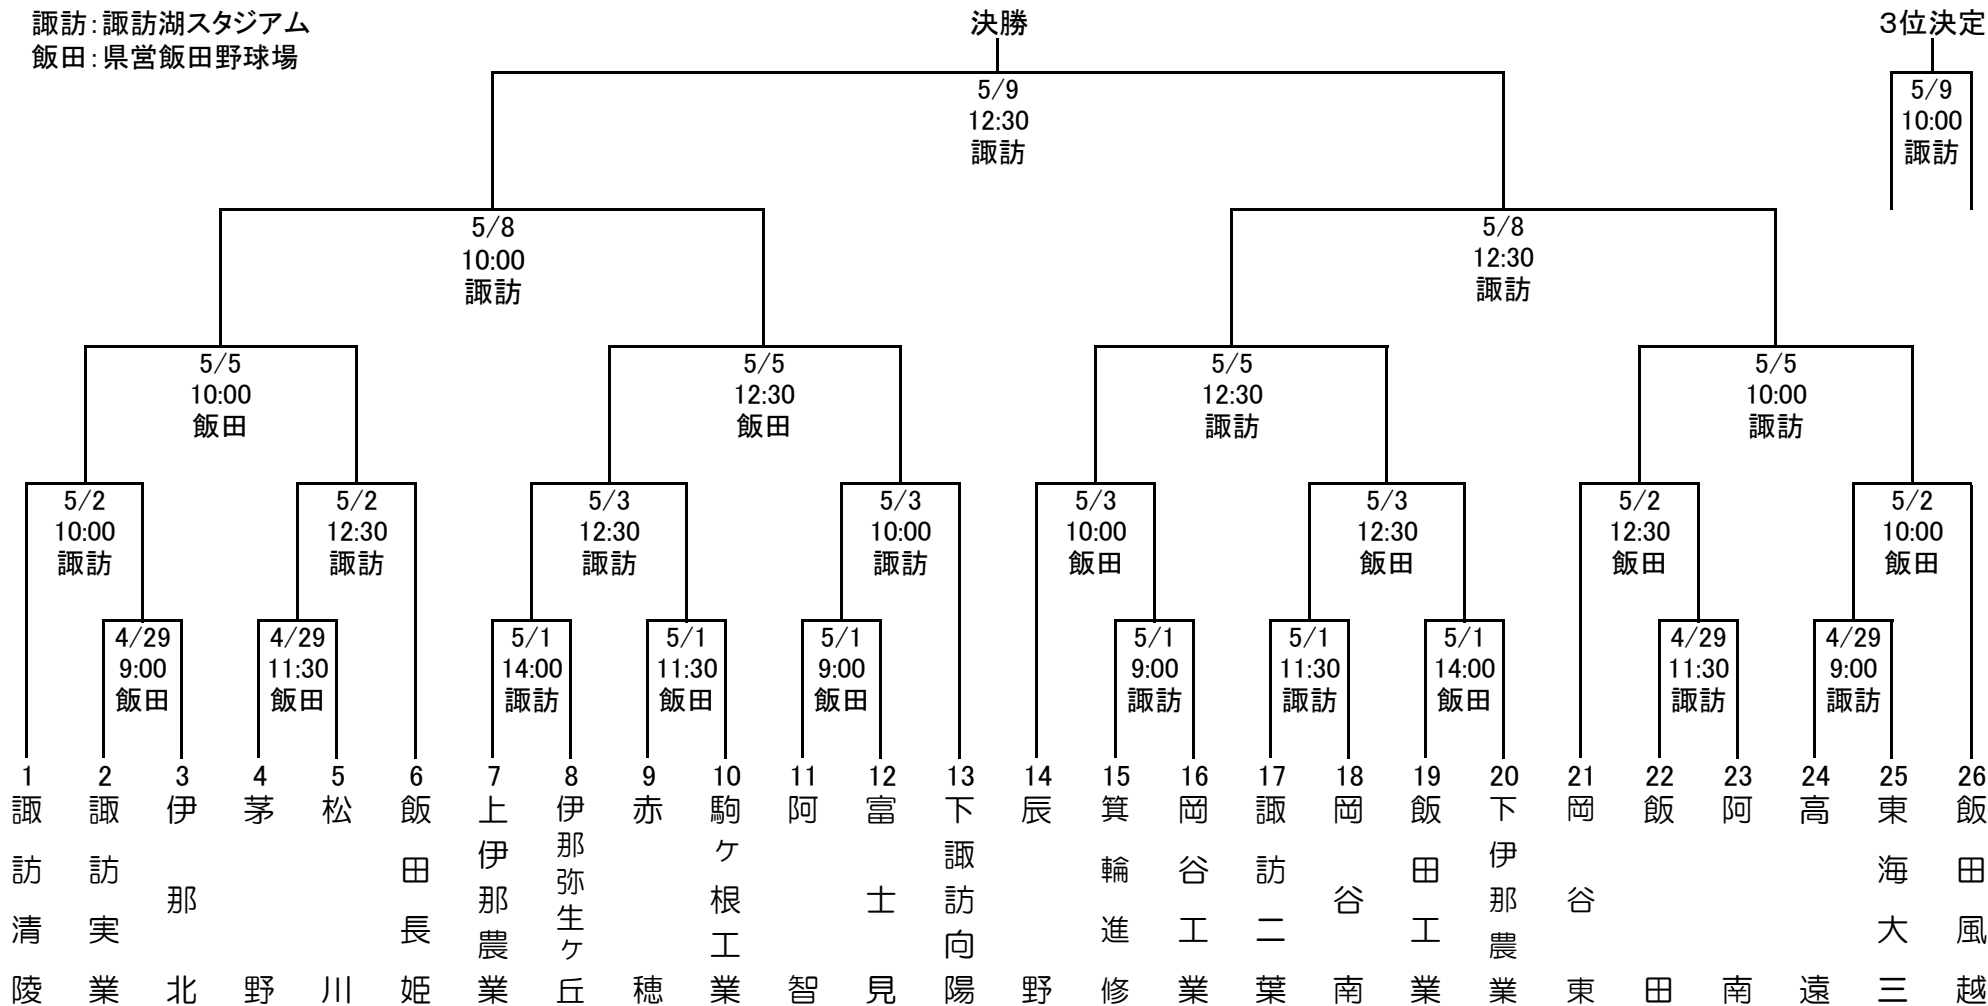 諏訪：諏訪湖スタジアム
飯田：県営飯田野球場
決勝
3位決定
5/9
12:30
諏訪
5/9
10:00
諏訪
5/8
10:00
諏訪
5/8
12:30
諏訪
5/5
10:00
飯田
5/5
12:30
飯田
5/5
12:30
諏訪
5/5
10:00
諏訪
5/2
10:00
諏訪
5/2
12:30
諏訪
5/3
12:30
諏訪
5/3
10:00
諏訪
5/3
10:00
飯田
5/3
12:30
飯田
5/2
12:30
飯田
5/2
10:00
飯田
4/29
9:00
飯田
4/29
11:30
飯田
5/1
14:00
諏訪
5/1
11:30
飯田
5/1
9:00
飯田
5/1
9:00
諏訪
5/1
11:30
諏訪
5/1
14:00
飯田
4/29
11:30
諏訪
4/29
9:00
諏訪
1 諏訪清陵
2 諏訪実業
3 伊那北
4 茅野
5 松川
6 飯田長姫
7 上伊那農業
8 伊那弥生ヶ丘
9 赤穂
10 駒ヶ根工業
11 阿智
12 富士見
13 下諏訪向陽
14 辰野
15 箕輪進修
16 岡谷工業
17 諏訪二葉
18 岡谷南
19 飯田工業
20 下伊那農業
21 岡谷東
22 飯田
23 阿南
24 高遠
25 東海大三
26 飯田風越